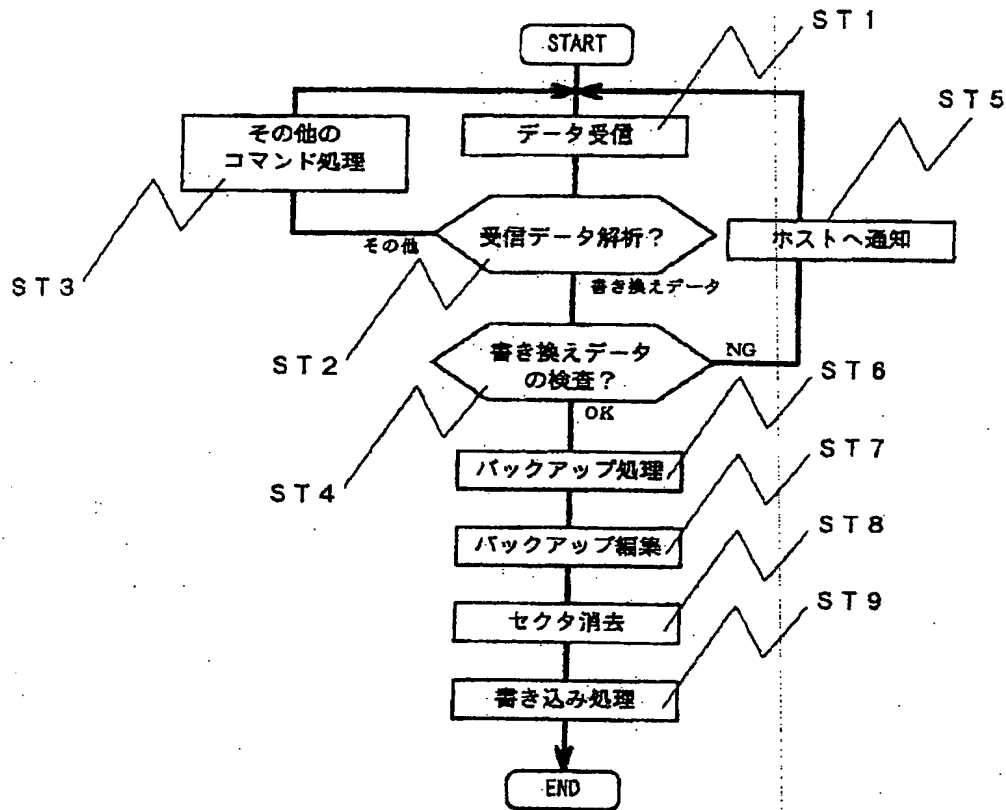 START
ST1
ST5
その他の
コマンド処理
データ受信
受信データ解析?
ホストへ通知
その他
書き換えデータ
ST3
ST2
書き換えデータ
の検査?
NG
OK
ST6
ST4
バックアップ処理
ST7
バックアップ編集
ST8
セクタ消去
ST9
書き込み処理
END